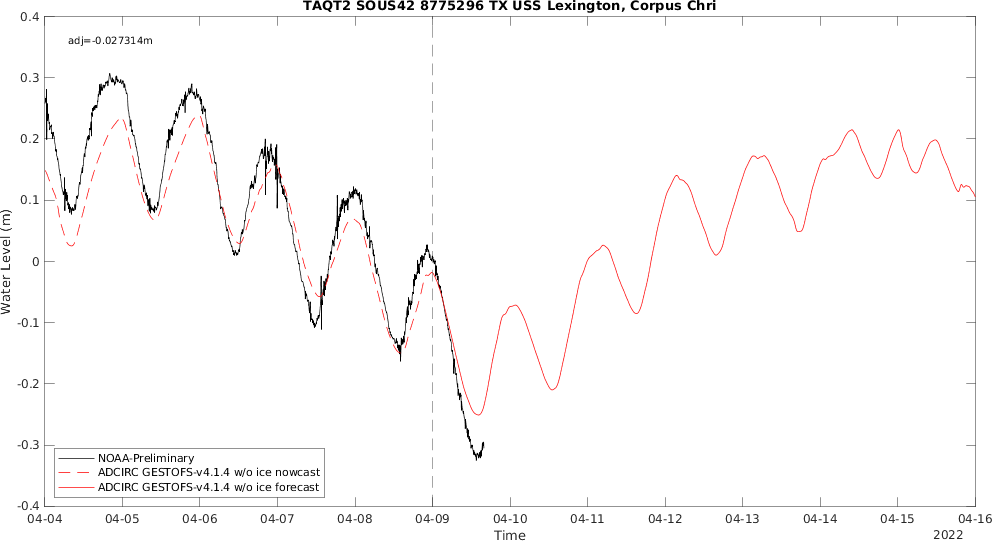 TAQT2 SOUS42 8775296 TX USS Lexington, Corpus Chri
adj=-0.027314m
0.4
0.3
0.2
0.1
0
-0.1
-0.2
-0.3
-0.4
Water Level (m)
NOAA-Preliminary
ADCIRC GESTOFS-v4.1.4 w/o ice nowcast
ADCIRC GESTOFS-v4.1.4 w/o ice forecast
04-04 04-05 04-06 04-07 04-08 04-09 04-10 04-11 04-12 04-13 04-14 04-15 04-16
Time
2022